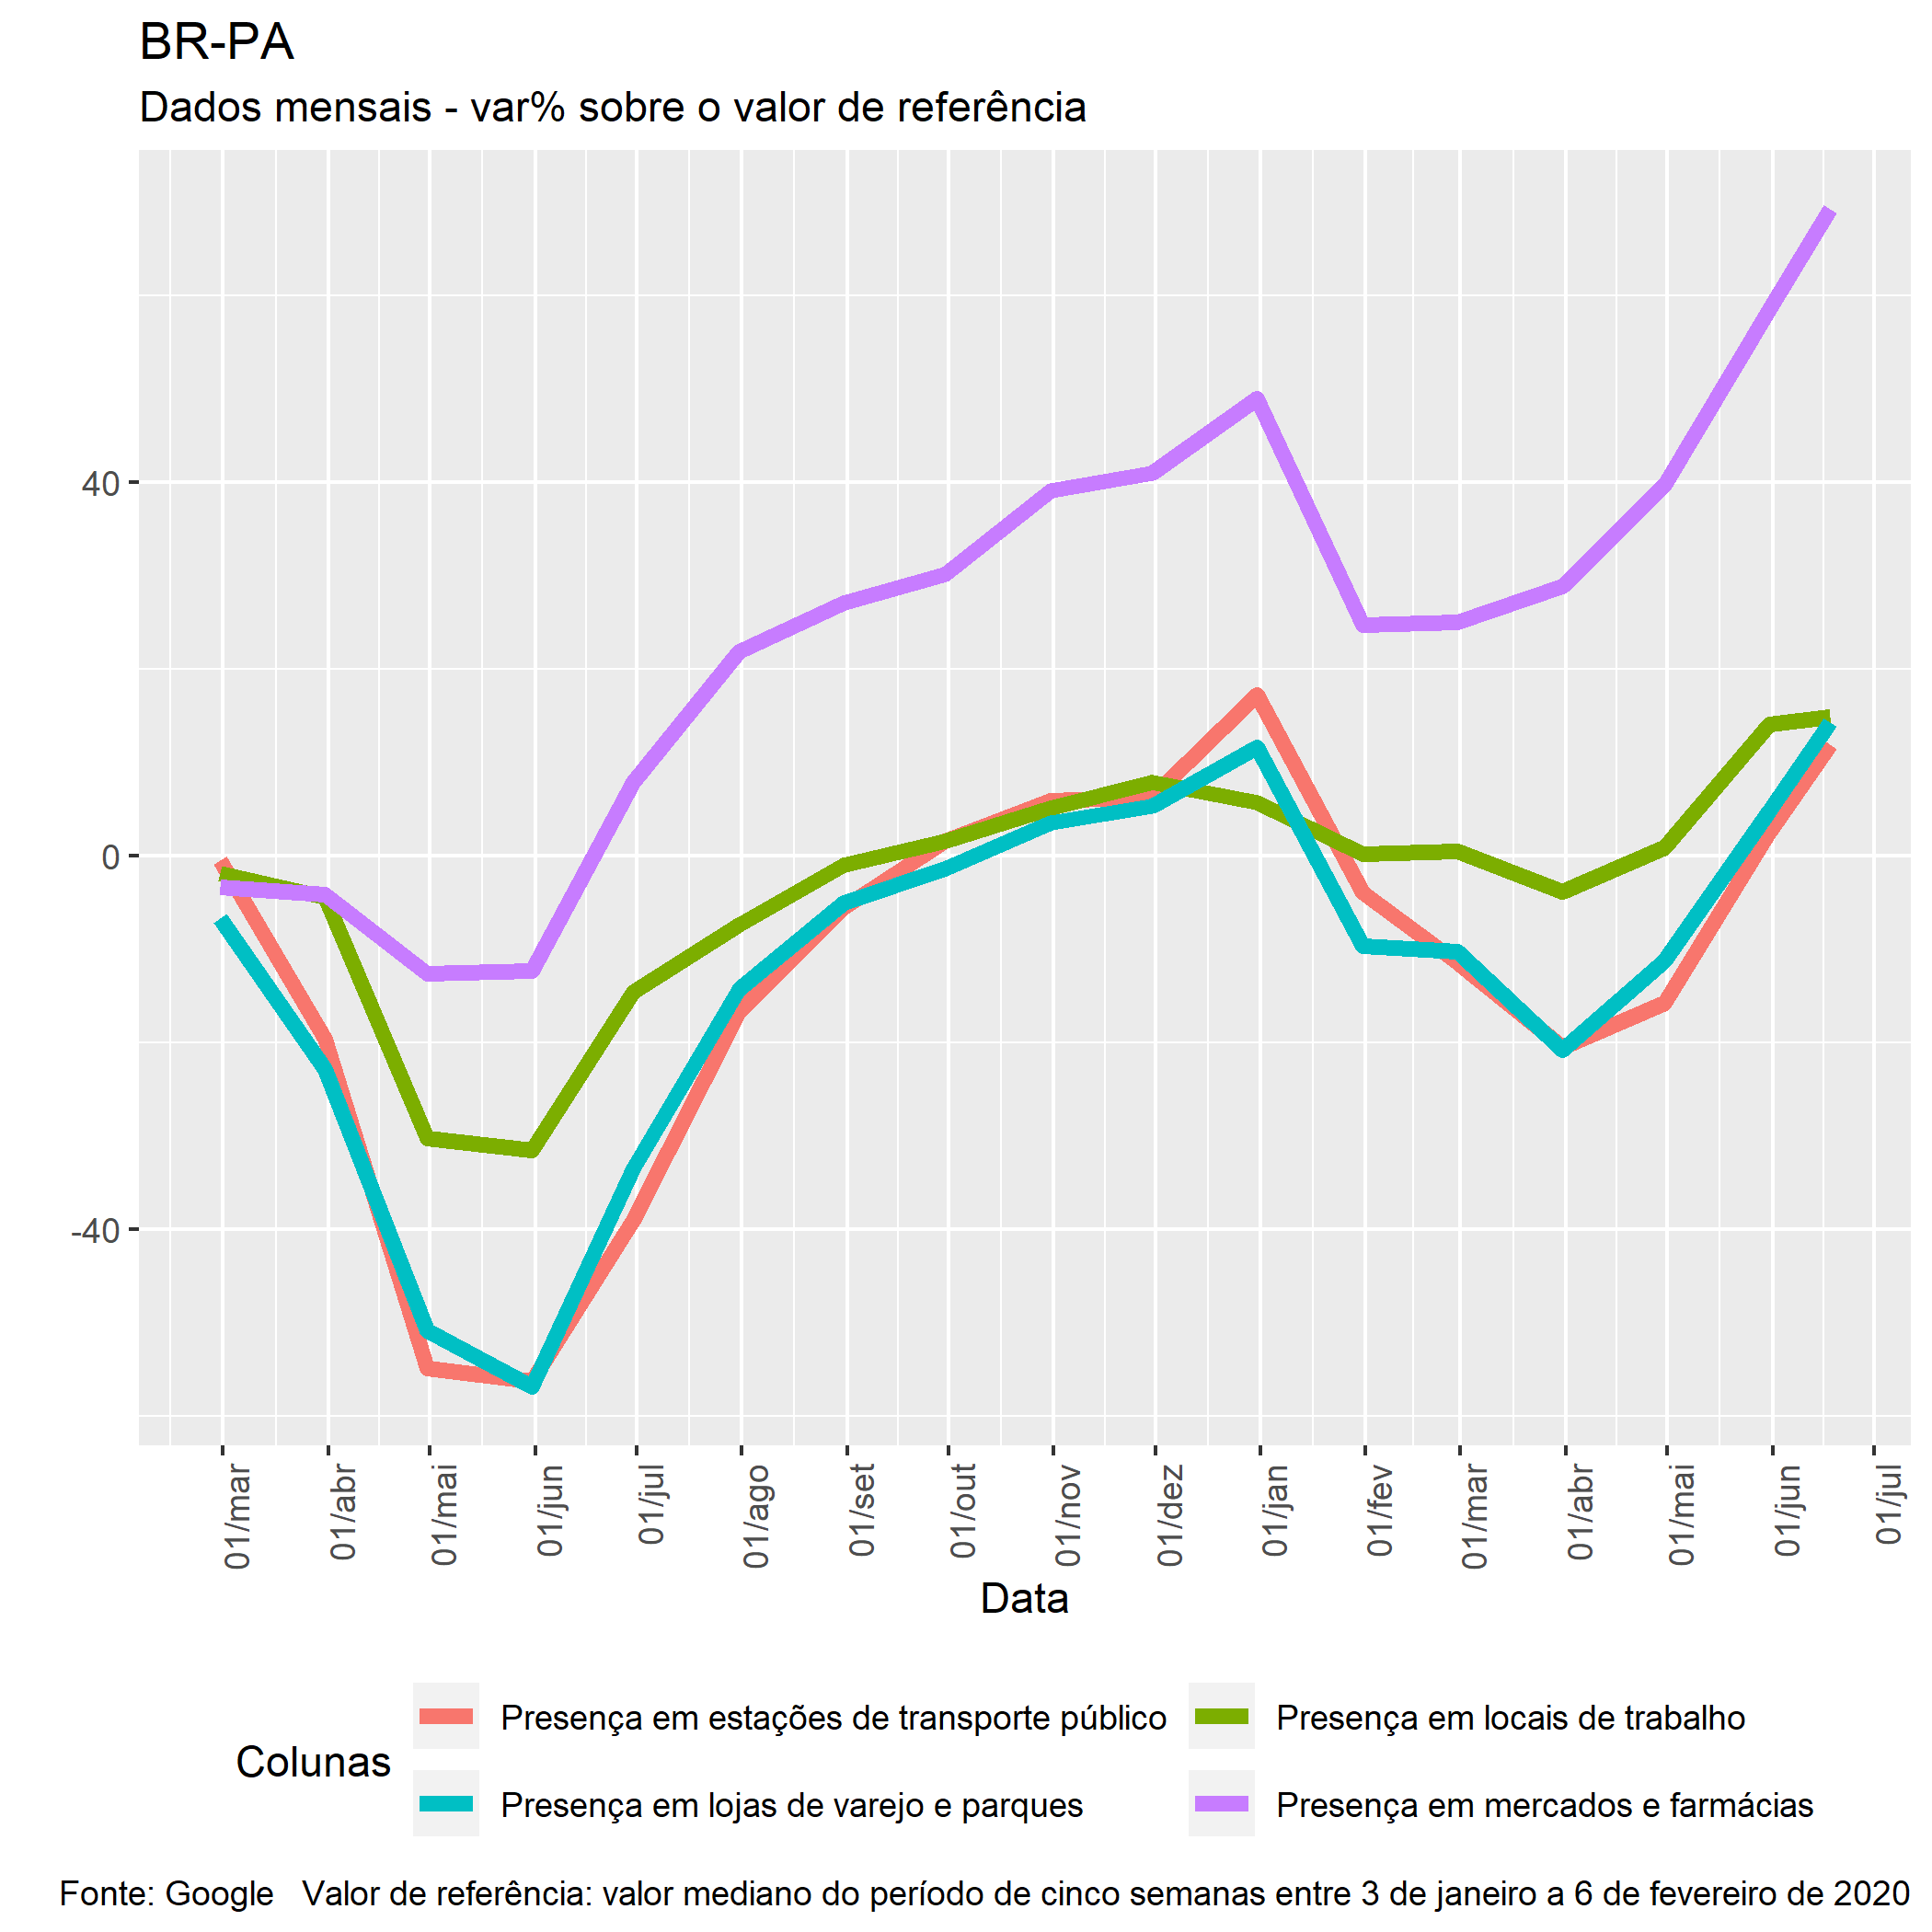 BR-PA
Dados mensais - var% sobre o valor de referência
40
0
-40
01/mar
01/abr
01/mai
01/jun
01/jul
01/ago
01/set
01/out
01/nov
01/dez
01/jan
01/fev
01/mar
01/abr
01/mai
01/jun
01/jul
Data
Colunas
Presença em estações de transporte público
Presença em locais de trabalho
Presença em lojas de varejo e parques
Presença em mercados e farmácias
Fonte: Google   Valor de referência: valor mediano do período de cinco semanas entre 3 de janeiro a 6 de fevereiro de 2020